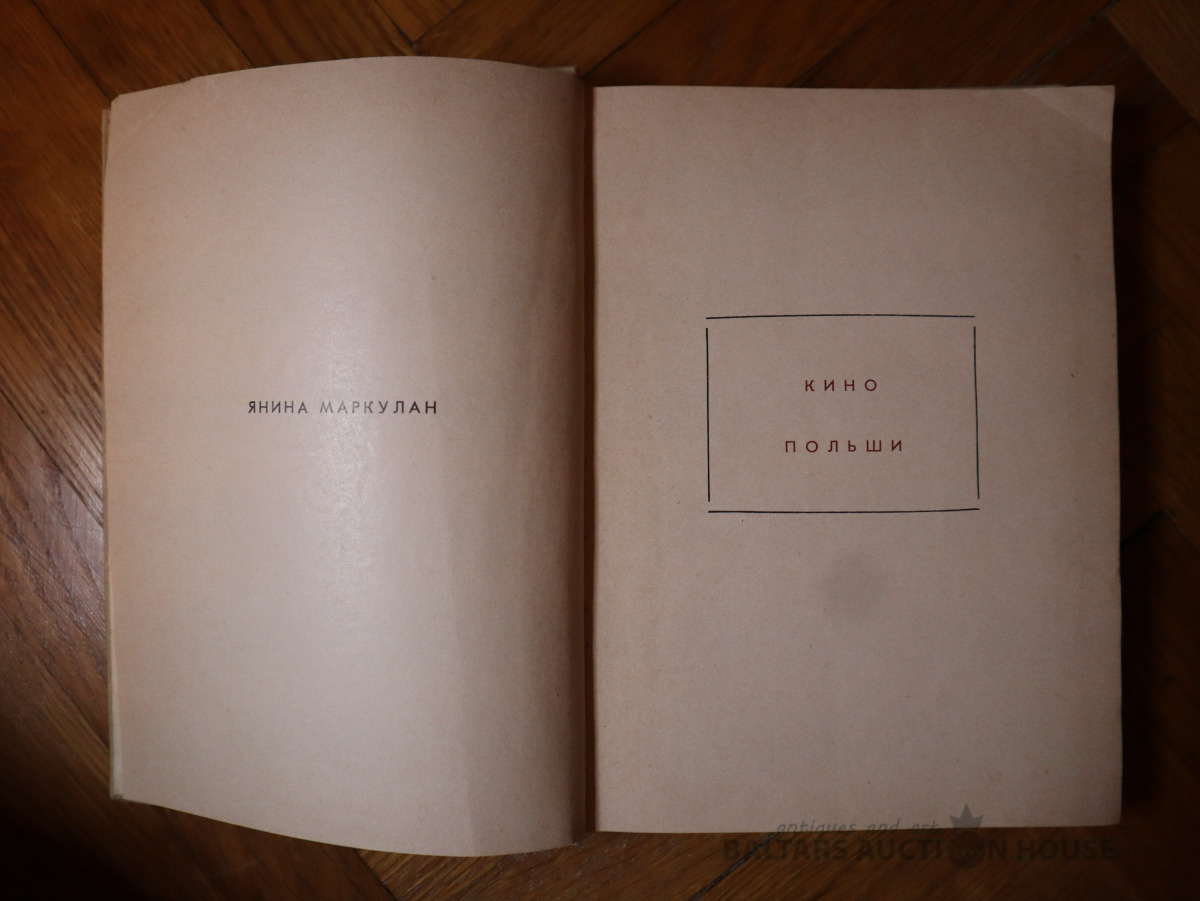 ЯНИНА МАРКУЛАН
КИНО
ПОЛЬШИ
antiques and art
BALTARS AUCTION HOUSE